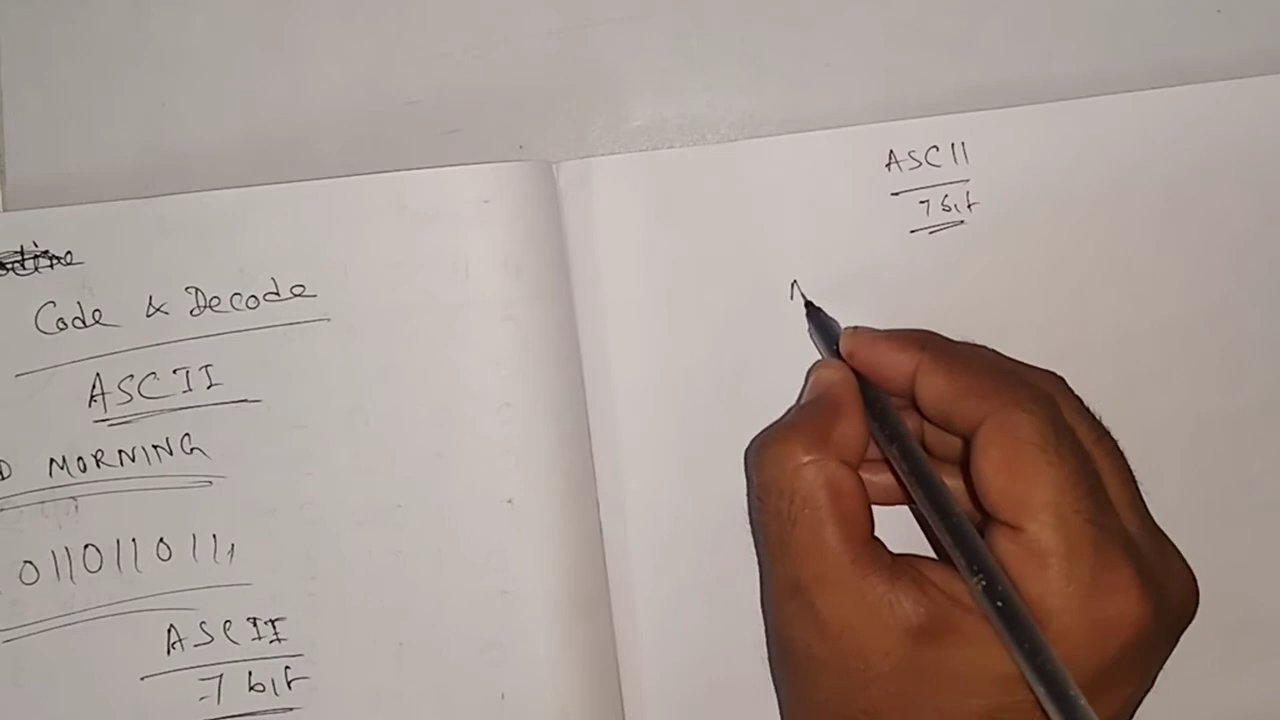 Code & Decode
ASCII
D MORNING
0110110111
ASCII
7 bit
ASCII
7 bit